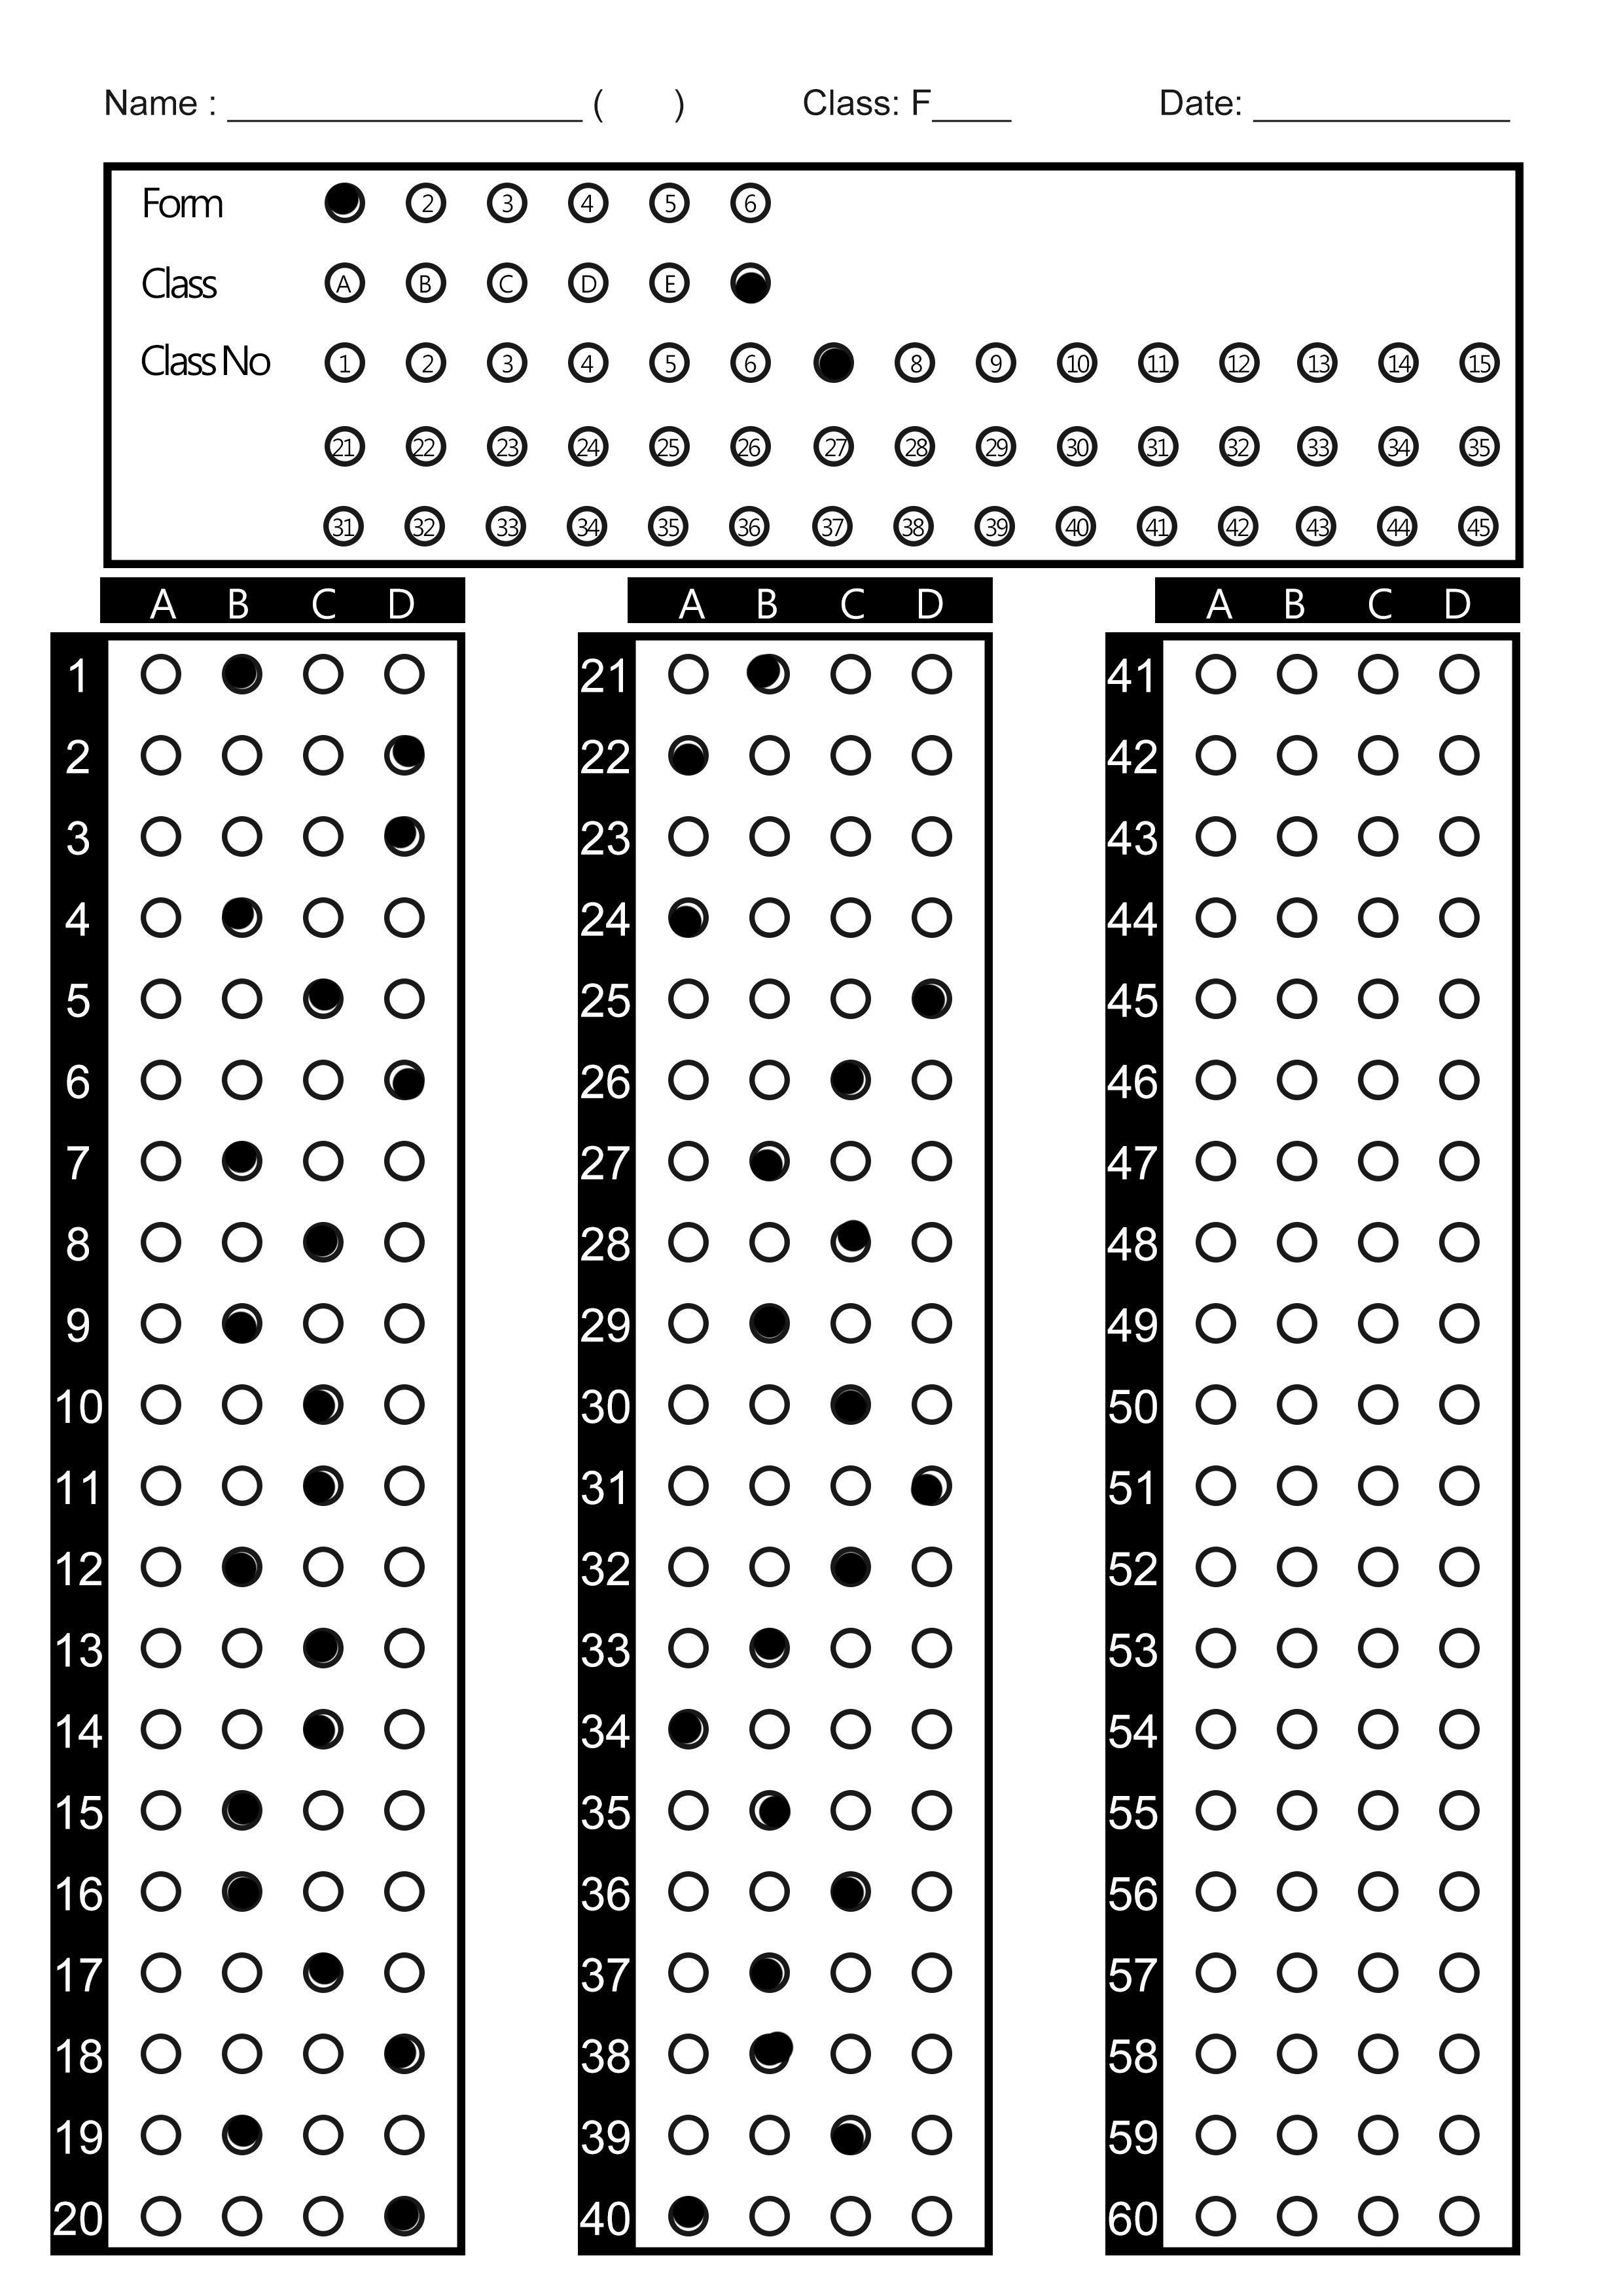 Name : ____________________ ( ) Class: F____ Date: ______________
Form 2 3 4 5 6
Class A B C D E
Class No 1 2 3 4 5 6 8 9 10 11 12 13 14 15
21 22 23 24 25 26 27 28 29 30 31 32 33 34 35
31 32 33 34 35 36 37 38 39 40 41 42 43 44 45
A B C D A B C D A B C D
1 21 41
2 22 42
3 23 43
4 24 44
5 25 45
6 26 46
7 27 47
8 28 48
9 29 49
10 30 50
11 31 51
12 32 52
13 33 53
14 34 54
15 35 55
16 36 56
17 37 57
18 38 58
19 39 59
20 40 60